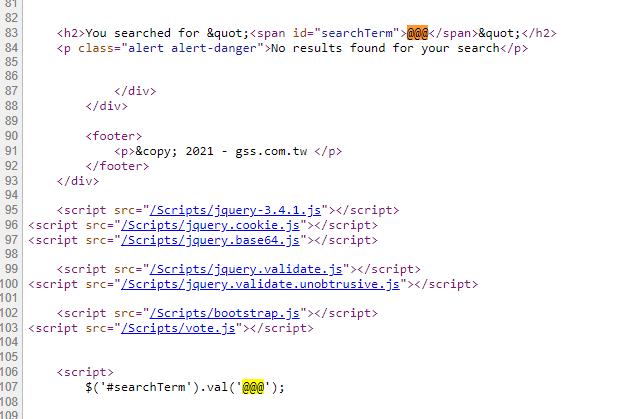 81
82
83 <h2>You searched for &quot;<span id="searchTerm">@@@</span>&quot;</h2>
84 <p class="alert alert-danger">No results found for your search</p>
85
86
87 </div>
88 </div>
89
90 <footer>
91 <p>&copy; 2021 - gss.com.tw </p>
92 </footer>
93 </div>
94
95 <script src="/Scripts/jquery-3.4.1.js"></script>
96 <script src="/Scripts/jquery.cookie.js"></script>
97 <script src="/Scripts/jquery.base64.js"></script>
98
99 <script src="/Scripts/jquery.validate.js"></script>
100 <script src="/Scripts/jquery.validate.unobtrusive.js"></script>
101
102 <script src="/Scripts/bootstrap.js"></script>
103 <script src="/Scripts/vote.js"></script>
104
105
106 <script>
107 $('#searchTerm').val('@@@');
108
109